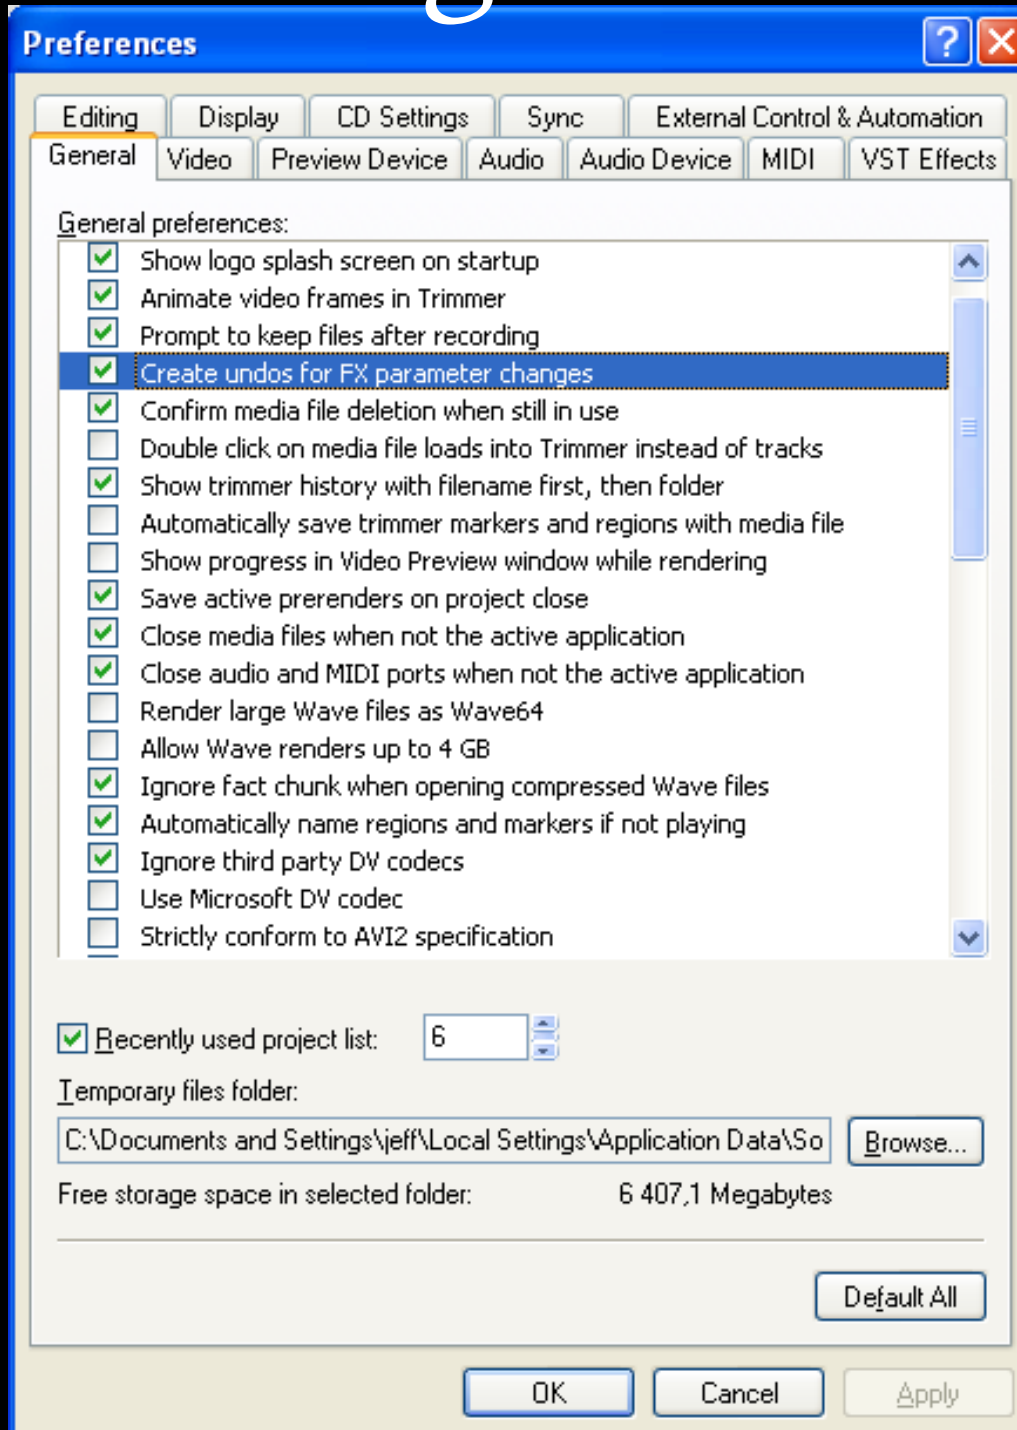 g
Preferences
Editing Display CD Settings Sync External Control & Automation
General Video Preview Device Audio Audio Device MIDI VST Effects
General preferences:
Show logo splash screen on startup
Animate video frames in Trimmer
Prompt to keep files after recording
Create undos for FX parameter changes
Confirm media file deletion when still in use
Double click on media file loads into Trimmer instead of tracks
Show trimmer history with filename first, then folder
Automatically save trimmer markers and regions with media file
Show progress in Video Preview window while rendering
Save active prerenders on project close
Close media files when not the active application
Close audio and MIDI ports when not the active application
Render large Wave files as Wave64
Allow Wave renders up to 4 GB
Ignore fact chunk when opening compressed Wave files
Automatically name regions and markers if not playing
Ignore third party DV codecs
Use Microsoft DV codec
Strictly conform to AVI2 specification
Recently used project list: 6
Temporary files folder:
C:\Documents and Settings\jeff\Local Settings\Application Data\So Browse...
Free storage space in selected folder: 6 407,1 Megabytes
Default All
OK Cancel Apply